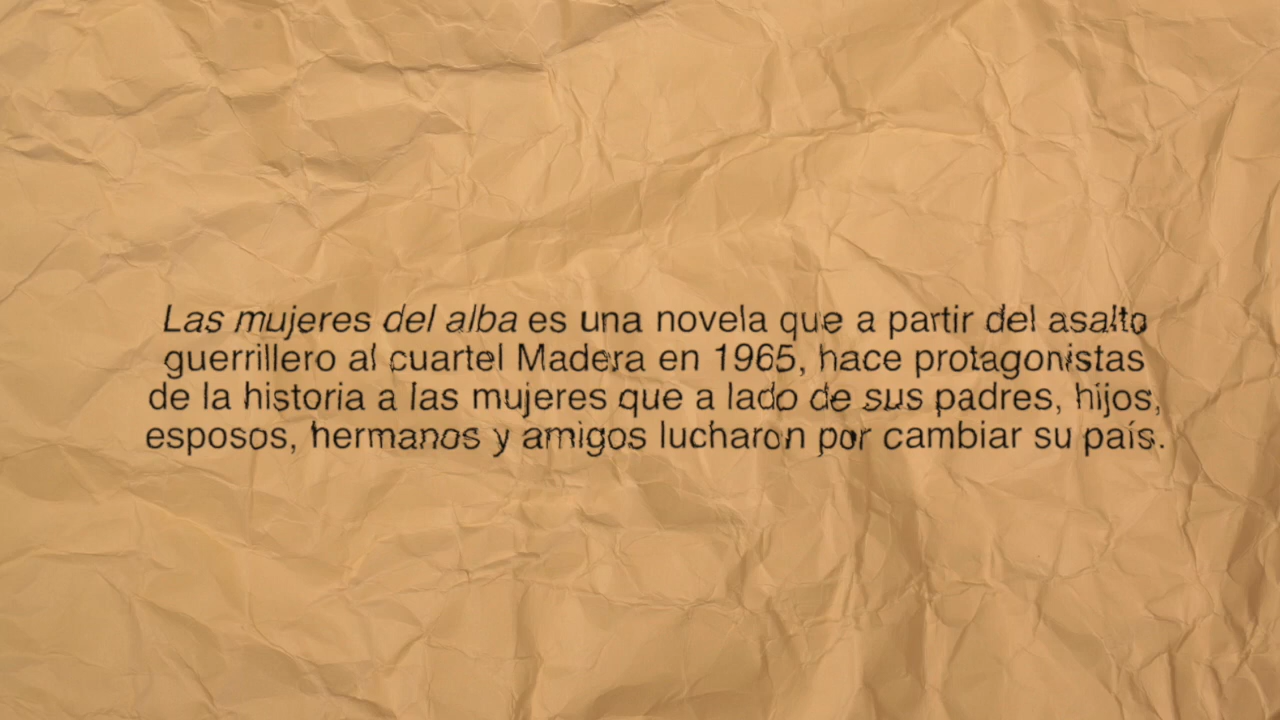 Las mujeres del alba es una novela que a partir del asalto
guerrillero al cuartel Madera en 1965, hace protagonistas
de la historia a las mujeres que a lado de sus padres, hijos,
esposos, hermanos y amigos lucharon por cambiar su país.